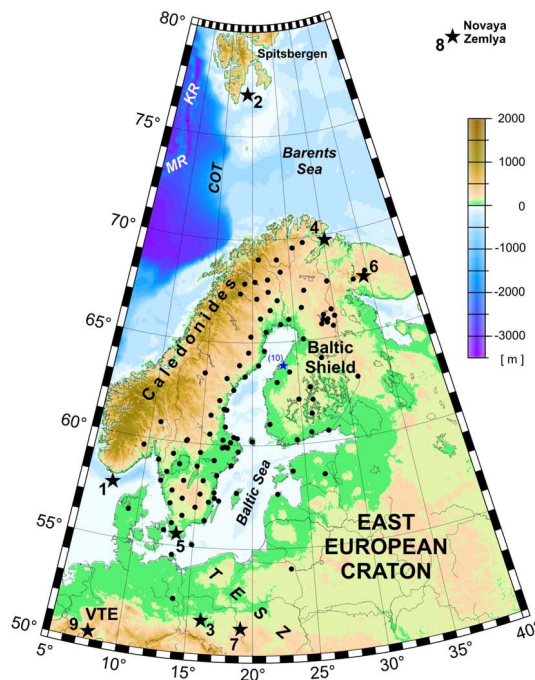 80°
Novaya
8 Zemlya
Spitsbergen
2
KR
75°
MR
COT
Barents
Sea
2000
1000
0
-1000
-2000
-3000
[ m ]
70°
4
6
65°
Caledonides
(10)
Baltic
Shield
60°
1
Baltic Sea
55°
5
EAST
EUROPEAN
CRATON
T E S Z
50°
9 VTE
3
7
5°
10°
15°
20°
25°
30°
35°
40°